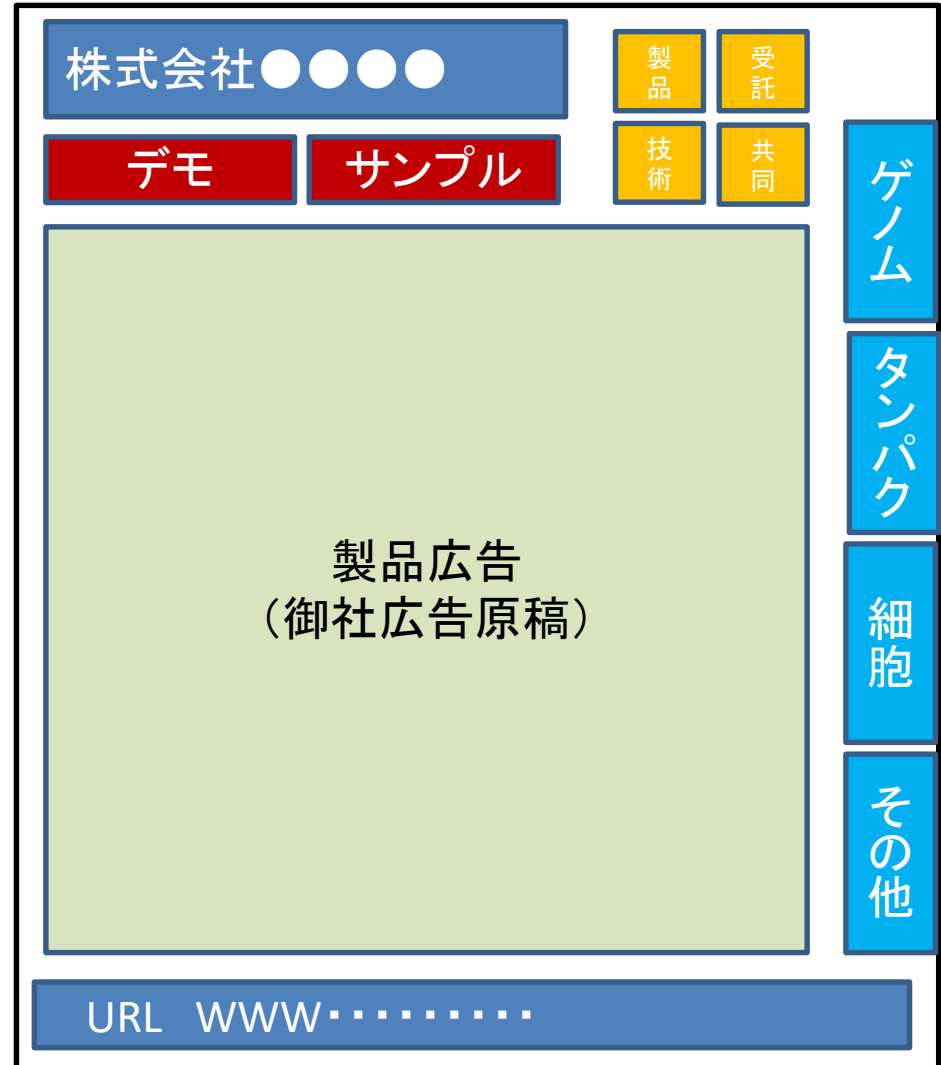 株式会社●●●●
製品
受託
デモ
サンプル
技術
共同
ゲノム
タンパク
細胞
その他
製品広告
（御社広告原稿）
URL　WWW・・・・・・・・・